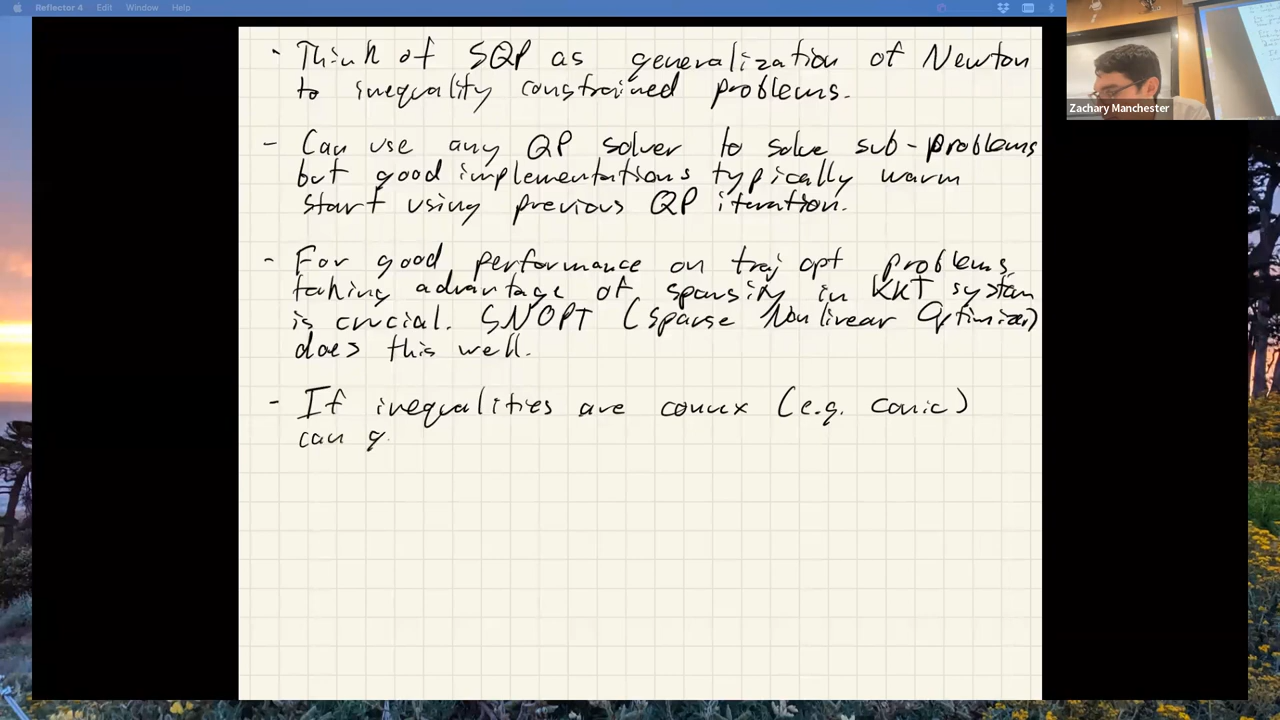 Reflector 4 Edit Window Help
Zachary Manchester
- Think of SQP as generalization of Newton
to inequality constrained problems.
- Can use any QP solver to solve sub-problems
but good implementations typically warm
start using previous QP iteration.
- For good performance on traj opt problems,
taking advantage of sparsity in KKT system
is crucial. SNOPT (Sparse Nonlinear Optimizer)
does this well.
- If inequalities are convex (e.g. conic)
can g